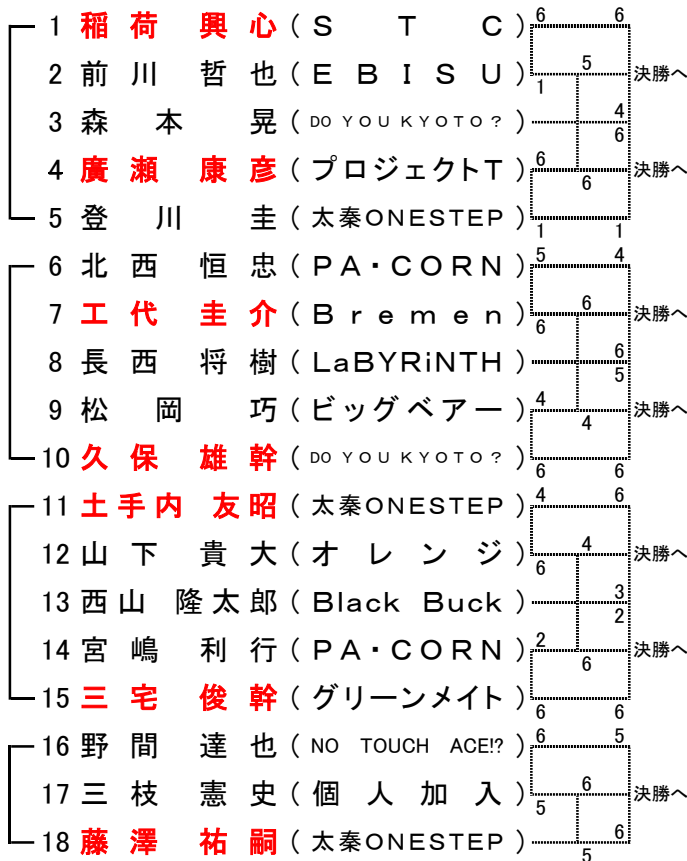 1 稲荷 興心 (STC) 6 6
5
2 前川 哲也 (EBISU) 1 決勝へ
4
3 森本 晃 (DO YOU KYOTO?) 6
4 廣瀬 康彦 (プロジェクトT) 6 6 決勝へ
5 登川 圭 (太秦ONESTEP) 1 1
6 北西 恒忠 (PA・CORN) 5 4
6
7 工代 圭介 (Bremen) 6 決勝へ
6
8 長西 将樹 (LaBYRiNTH) 5
9 松岡 巧 (ビッグベアー) 4 4 決勝へ
10 久保 雄幹 (DO YOU KYOTO?) 6 6
11 土手内 友昭 (太秦ONESTEP) 4 6
4
12 山下 貴大 (オレンジ) 6 決勝へ
3
13 西山 隆太郎 (Black Buck) 2
14 宮嶋 利行 (PA・CORN) 2 6 決勝へ
15 三宅 俊幹 (グリーンメイト) 6 6
16 野間 達也 (NO TOUCH ACE!?) 6 5
6
17 三枝 憲史 (個人加入) 5 決勝へ
6
18 藤澤 祐嗣 (太秦ONESTEP) 5